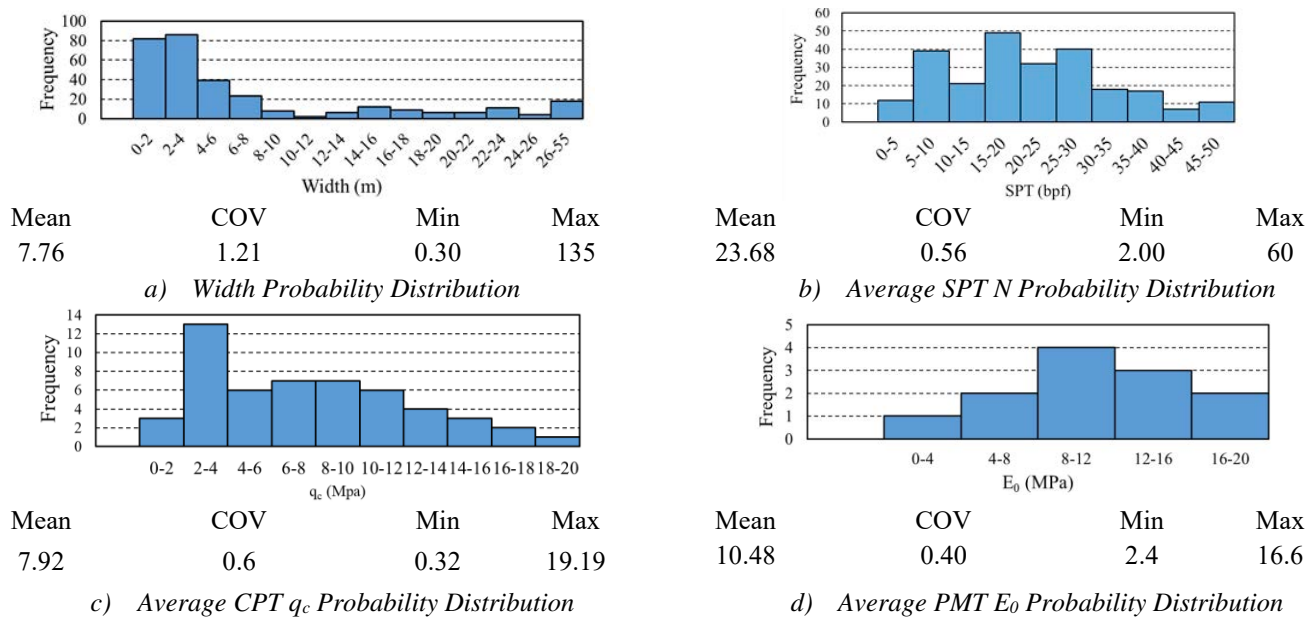 100
80
60
40
20
0
Frequency
0-2 2-4 4-6 6-8 8-10 10-12 12-14 14-16 16-18 18-20 20-22 22-24 24-26 26-55
Width (m)
Mean COV Min Max
7.76 1.21 0.30 135
a) Width Probability Distribution
60
50
40
30
20
10
0
Frequency
0-5 5-10 10-15 15-20 20-25 25-30 30-35 35-40 40-45 45-50
SPT (bpf)
Mean COV Min Max
23.68 0.56 2.00 60
b) Average SPT N Probability Distribution
14
12
10
8
6
4
2
0
Frequency
0-2 2-4 4-6 6-8 8-10 10-12 12-14 14-16 16-18 18-20
qc (Mpa)
Mean COV Min Max
7.92 0.6 0.32 19.19
c) Average CPT qc Probability Distribution
5
4
3
2
1
0
Frequency
0-4 4-8 8-12 12-16 16-20
E0 (MPa)
Mean COV Min Max
10.48 0.40 2.4 16.6
d) Average PMT E0 Probability Distribution